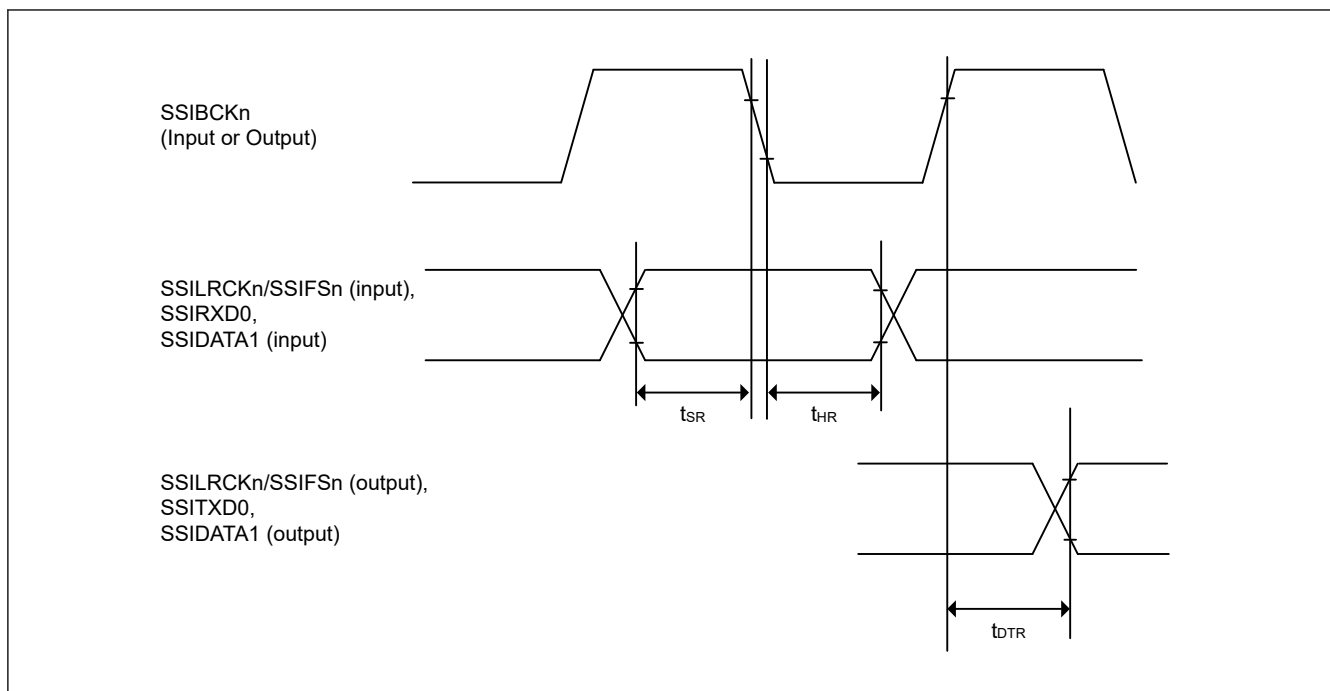 SSIBCKn
(Input or Output)
SSILRCKn/SSIFSn (input),
SSIRXD0,
SSIDATA1 (input)
tSR
tHR
SSILRCKn/SSIFSn (output),
SSITXD0,
SSIDATA1 (output)
tDTR